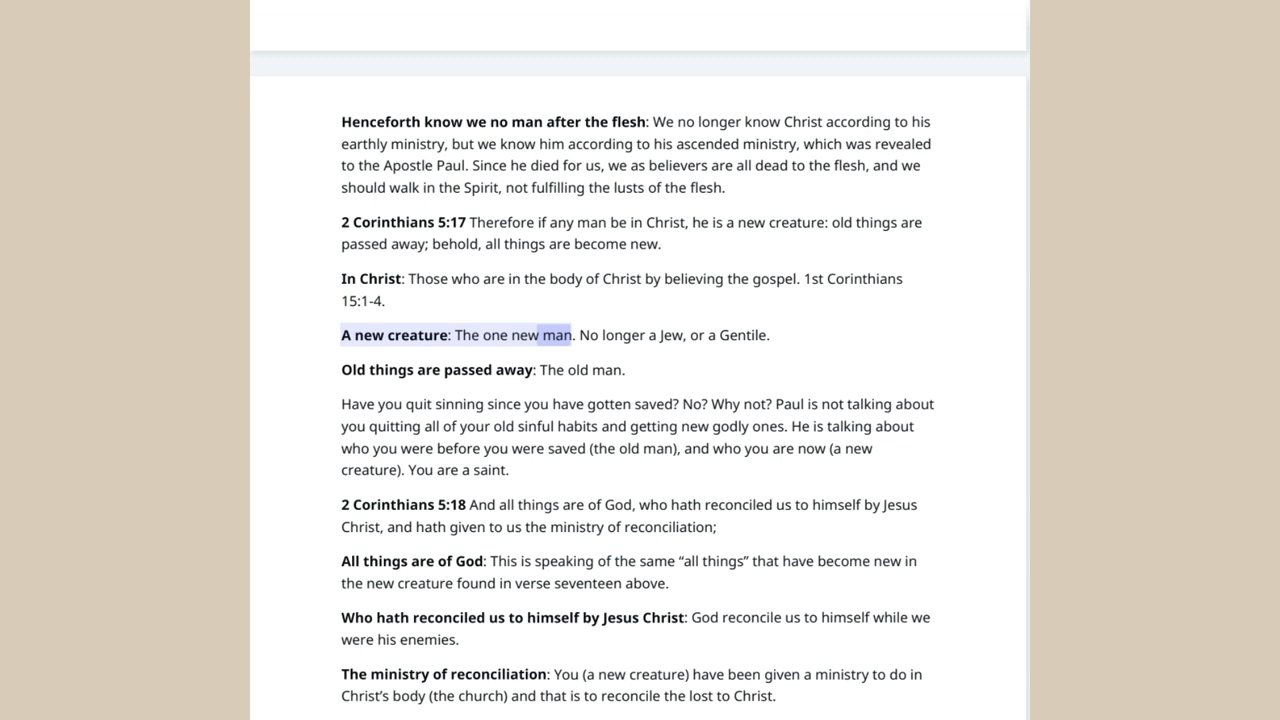 Henceforth know we no man after the flesh: We no longer know Christ according to his
earthly ministry, but we know him according to his ascended ministry, which was revealed
to the Apostle Paul. Since he died for us, we as believers are all dead to the flesh, and we
should walk in the Spirit, not fulfilling the lusts of the flesh.
2 Corinthians 5:17 Therefore if any man be in Christ, he is a new creature: old things are
passed away; behold, all things are become new.
In Christ: Those who are in the body of Christ by believing the gospel. 1st Corinthians
15:1-4.
A new creature: The one new man. No longer a Jew, or a Gentile.
Old things are passed away: The old man.
Have you quit sinning since you have gotten saved? No? Why not? Paul is not talking about
you quitting all of your old sinful habits and getting new godly ones. He is talking about
who you were before you were saved (the old man), and who you are now (a new
creature). You are a saint.
2 Corinthians 5:18 And all things are of God, who hath reconciled us to himself by Jesus
Christ, and hath given to us the ministry of reconciliation;
All things are of God: This is speaking of the same “all things” that have become new in
the new creature found in verse seventeen above.
Who hath reconciled us to himself by Jesus Christ: God reconcile us to himself while we
were his enemies.
The ministry of reconciliation: You (a new creature) have been given a ministry to do in
Christ’s body (the church) and that is to reconcile the lost to Christ.